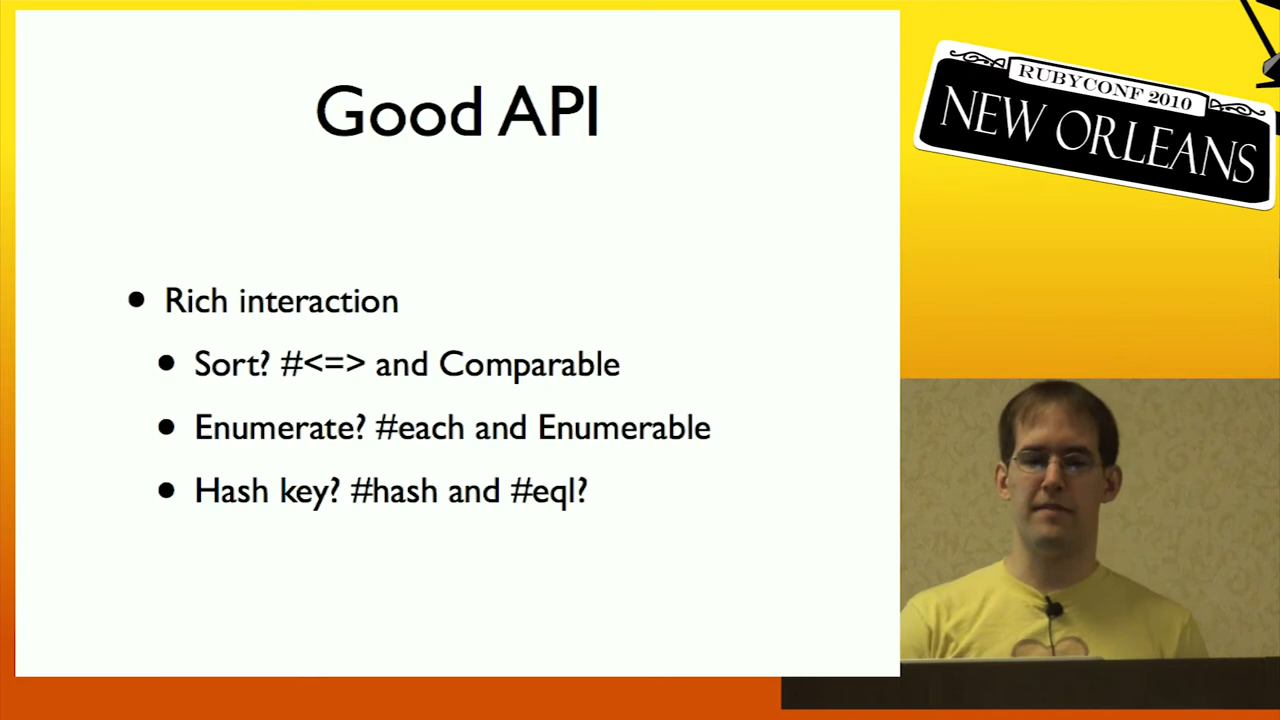 Good API
• Rich interaction
• Sort? #<=> and Comparable
• Enumerate? #each and Enumerable
• Hash key? #hash and #eql?
RUBYCONF 2010
NEW ORLEANS